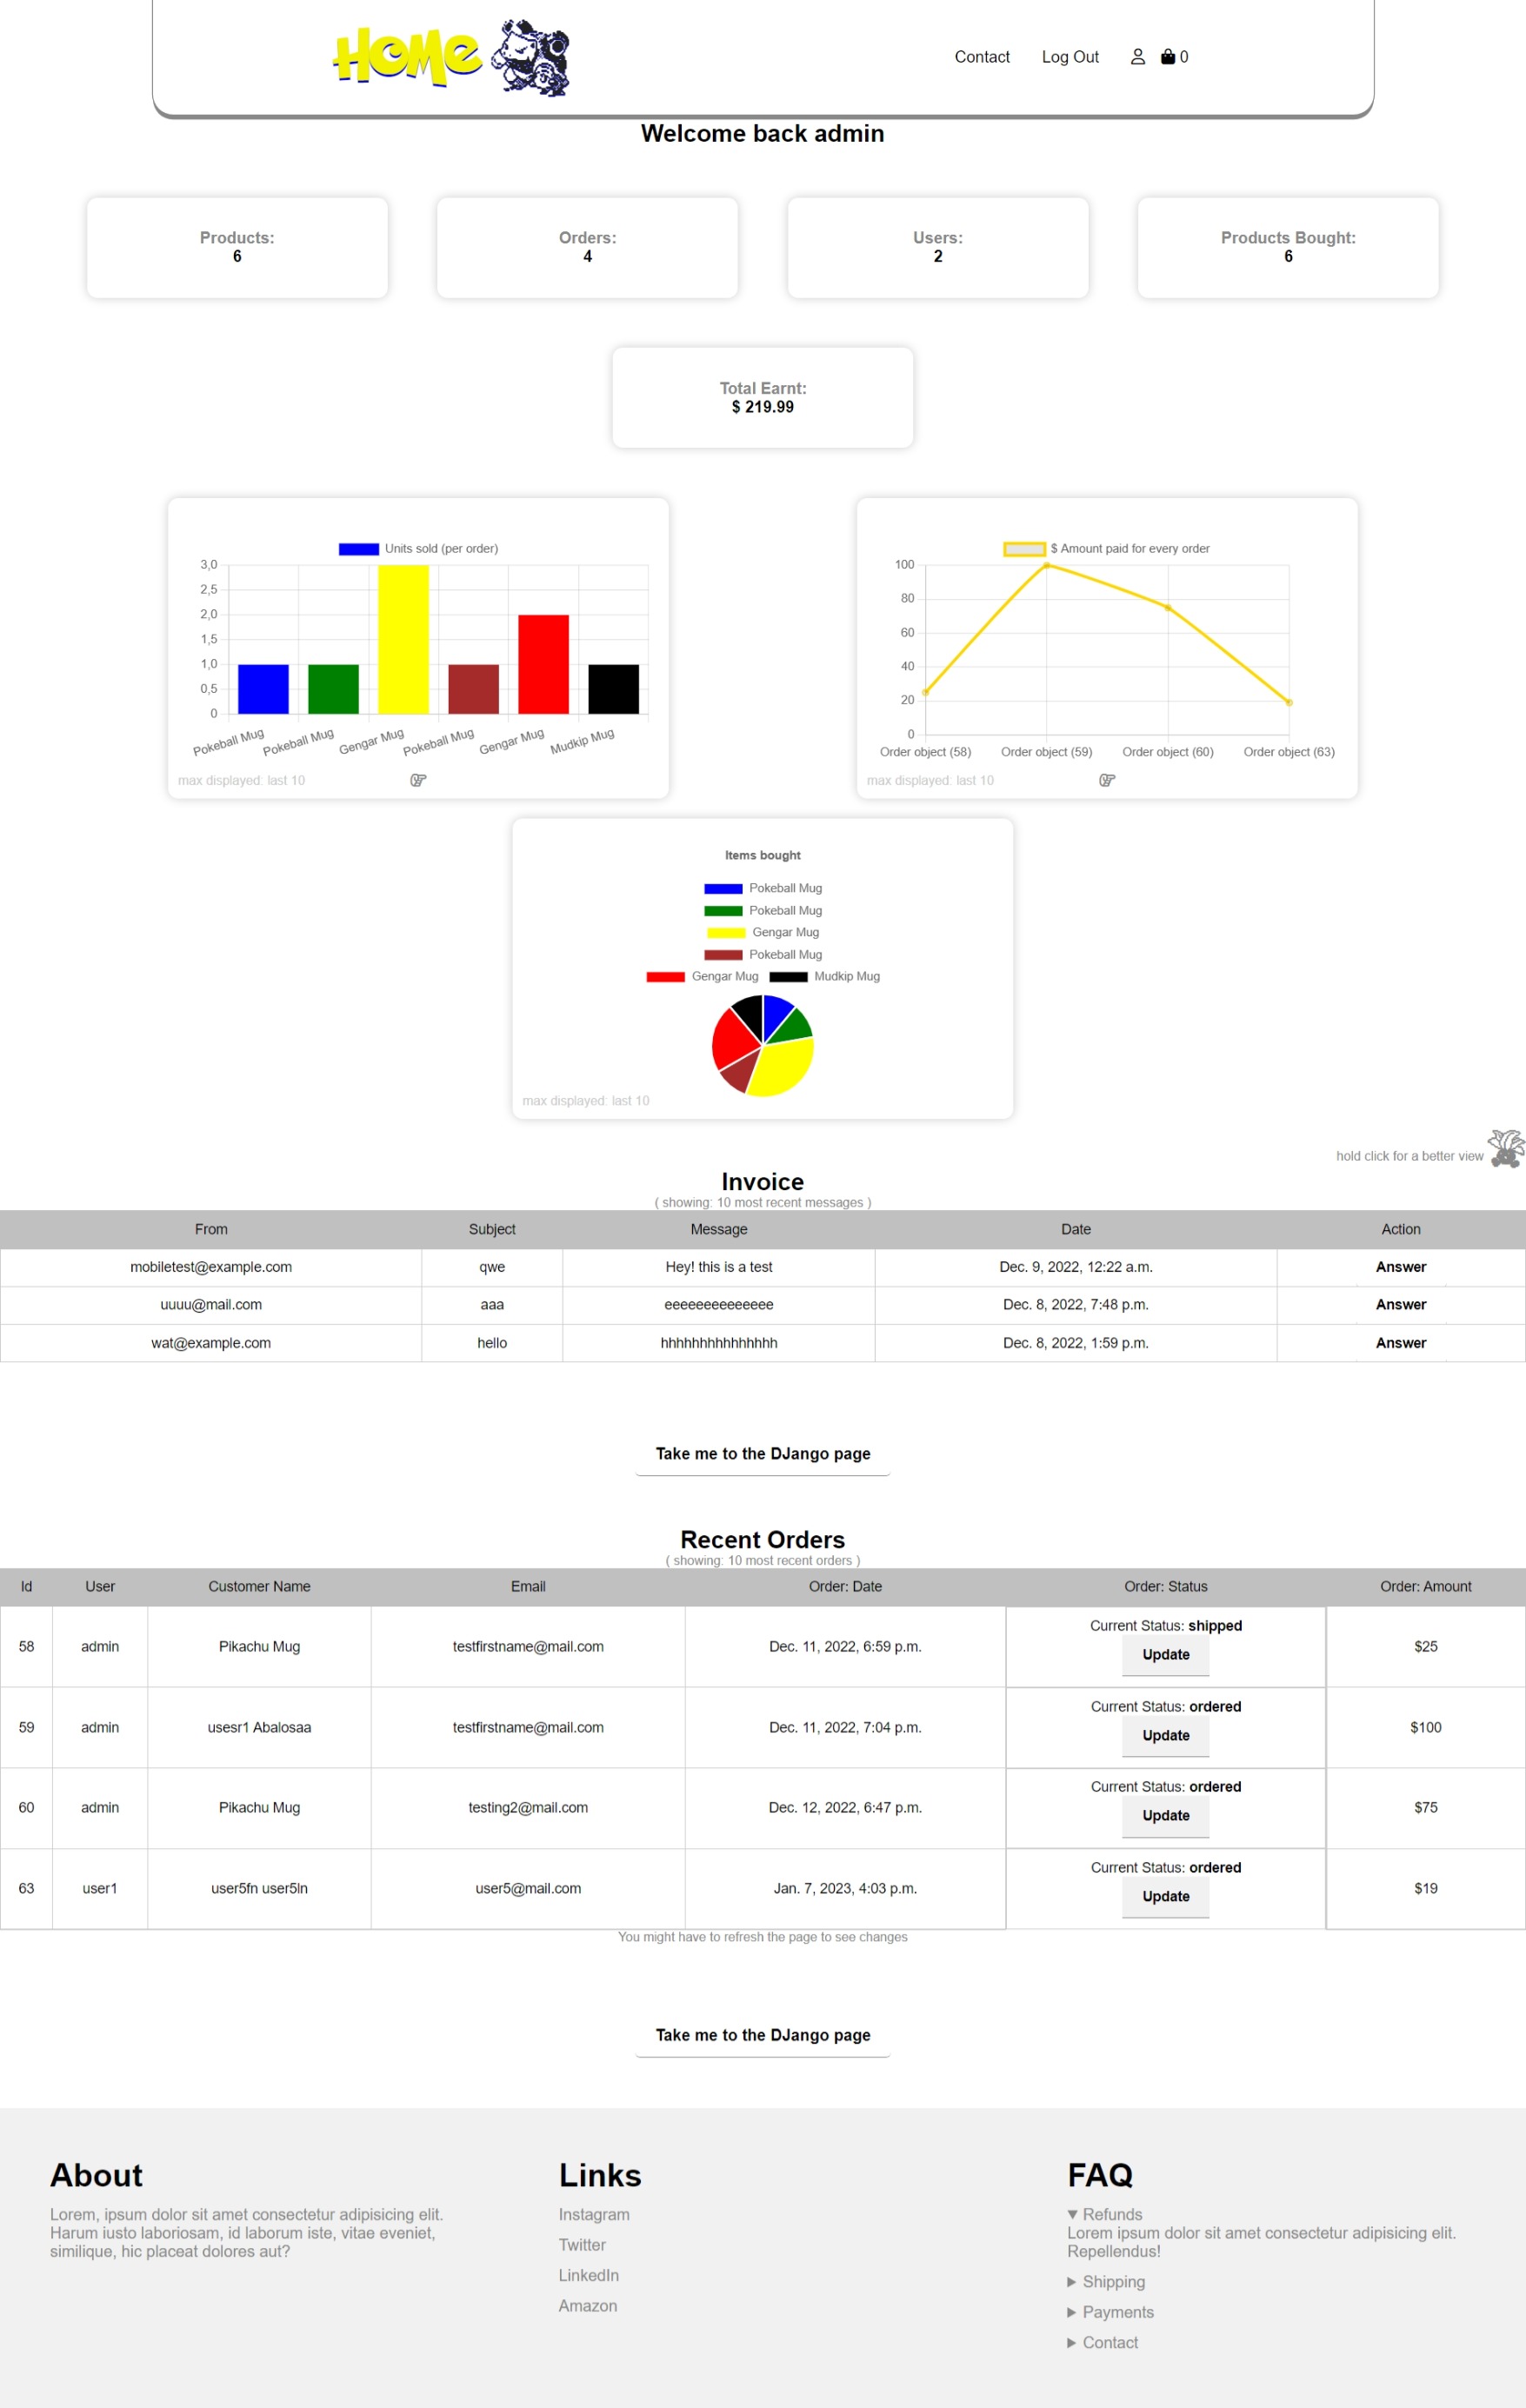 HOME
Contact Log Out 0
Welcome back admin
Products:
6
Orders:
4
Users:
2
Products Bought:
6
Total Earnt:
$ 219.99
Units sold (per order)
3,0
2,5
2,0
1,5
1,0
0,5
0
Pokeball Mug
Pokeball Mug
Gengar Mug
Pokeball Mug
Gengar Mug
Mudkip Mug
max displayed: last 10
$ Amount paid for every order
100
80
60
40
20
0
Order object (58)
Order object (59)
Order object (60)
Order object (63)
max displayed: last 10
Items bought
Pokeball Mug
Pokeball Mug
Gengar Mug
Pokeball Mug
Gengar Mug Mudkip Mug
max displayed: last 10
hold click for a better view
Invoice
( showing: 10 most recent messages )
From Subject Message Date Action
mobiletest@example.com qwe Hey! this is a test Dec. 9, 2022, 12:22 a.m. Answer
uuuu@mail.com aaa eeeeeeeeeeeeee Dec. 8, 2022, 7:48 p.m. Answer
wat@example.com hello hhhhhhhhhhhhhhh Dec. 8, 2022, 1:59 p.m. Answer
Take me to the DJango page
Recent Orders
( showing: 10 most recent orders )
Id User Customer Name Email Order: Date Order: Status Order: Amount
58 admin Pikachu Mug testfirstname@mail.com Dec. 11, 2022, 6:59 p.m. Current Status: shipped $25
Update
59 admin usesr1 Abalosaa testfirstname@mail.com Dec. 11, 2022, 7:04 p.m. Current Status: ordered $100
Update
60 admin Pikachu Mug testing2@mail.com Dec. 12, 2022, 6:47 p.m. Current Status: ordered $75
Update
63 user1 user5fn user5ln user5@mail.com Jan. 7, 2023, 4:03 p.m. Current Status: ordered $19
Update
You might have to refresh the page to see changes
Take me to the DJango page
About
Lorem, ipsum dolor sit amet consectetur adipisicing elit.
Harum iusto laboriosam, id laborum iste, vitae eveniet,
similique, hic placeat dolores aut?
Links
Instagram
Twitter
LinkedIn
Amazon
FAQ
Refunds
Lorem ipsum dolor sit amet consectetur adipisicing elit.
Repellendus!
Shipping
Payments
Contact